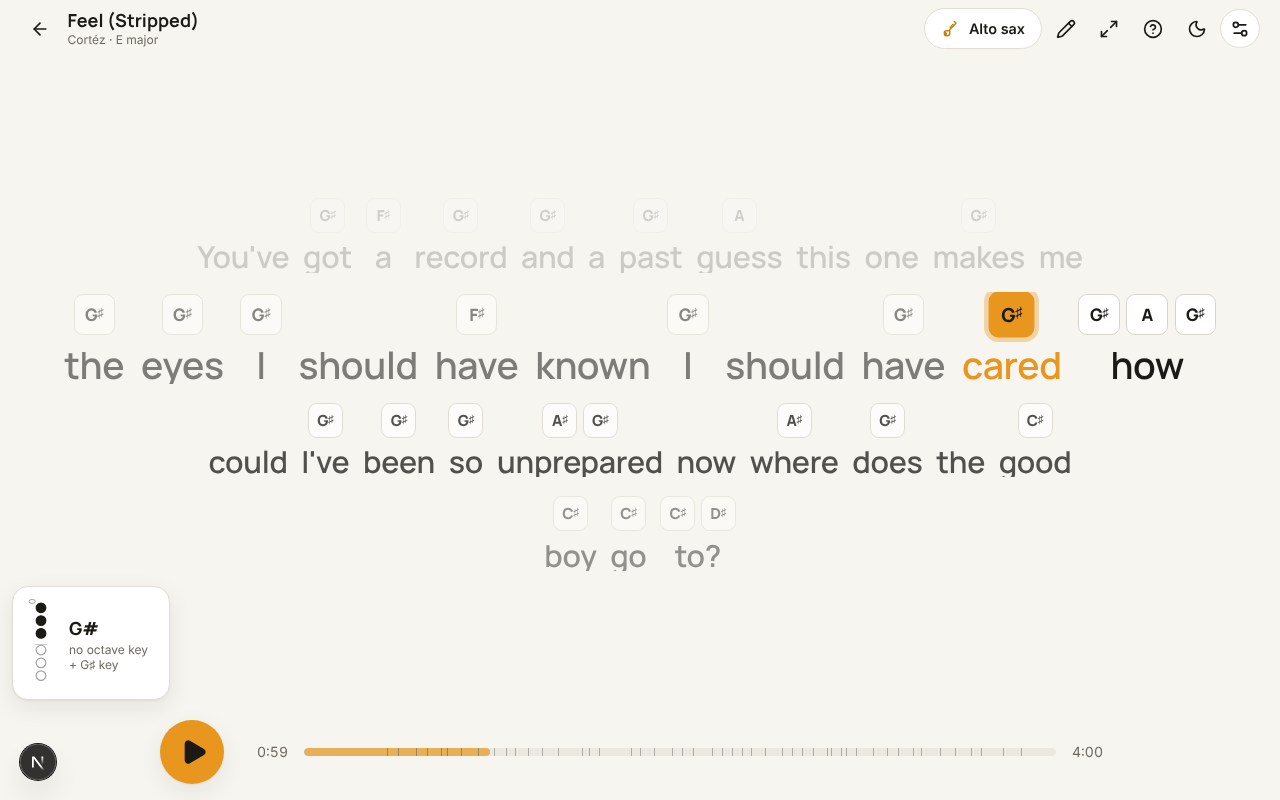 Feel (Stripped)
Cortéz · E major
Alto sax
G♯ F♯ G♯ G♯ G♯ A G♯
You've got a record and a past guess this one makes me
G♯ G♯ G♯ F♯ G♯ G♯ G♯ G♯ A G♯
the eyes I should have known I should have cared how
G♯ G♯ G♯ A♯ G♯ A♯ G♯ C♯
could I've been so unprepared now where does the good
C♯ C♯ C♯ D♯
boy go to?
G#
no octave key
+ G♯ key
N
0:59
4:00